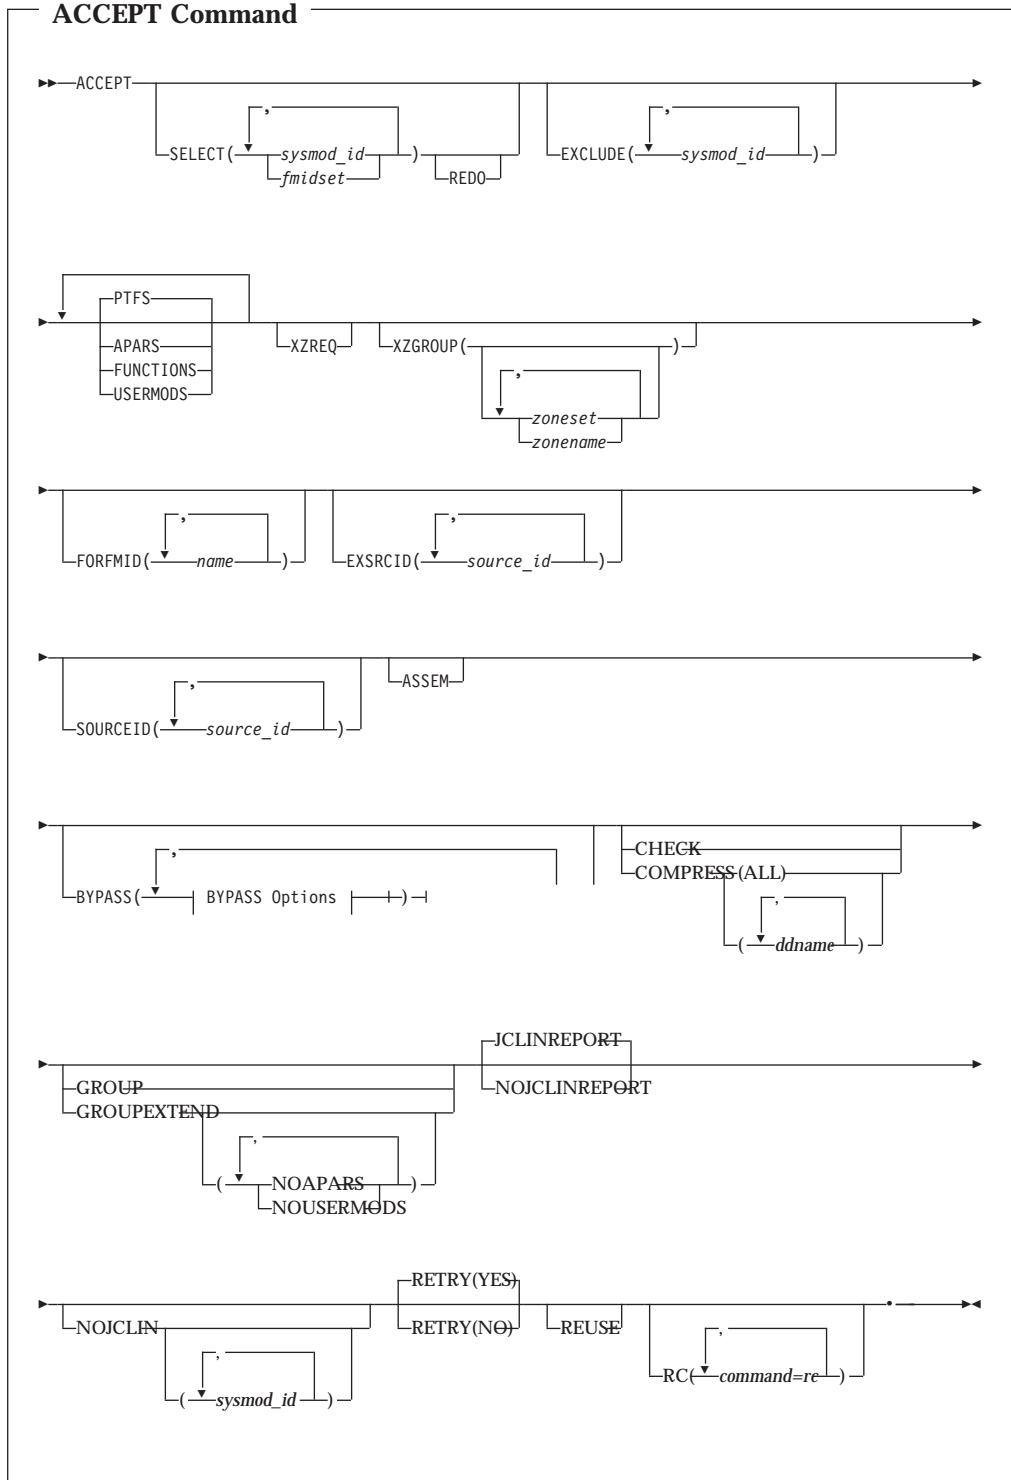 ACCEPT Command
ACCEPT
, ,
SELECT( sysmod_id ) EXCLUDE( sysmod_id )
fmidset REDO
PTFS
APARS XZREQ XZGROUP( )
FUNCTIONS ,
USERMODS
zoneset
zonename
, ,
FORFMID( name ) EXSRCID( source_id )
, ASSEM
SOURCEID( source_id )
, CHECK
BYPASS( BYPASS Options ) COMPRESS (ALL)
,
( ddname )
JCLINREPORT
GROUP NOJCLINREPORT
GROUPEXTEND
,
( NOAPARS )
NOUSERMODS
RETRY(YES)
.
NOJCLIN RETRY(NO) REUSE ,
, RC( command=rc )
( sysmod_id )